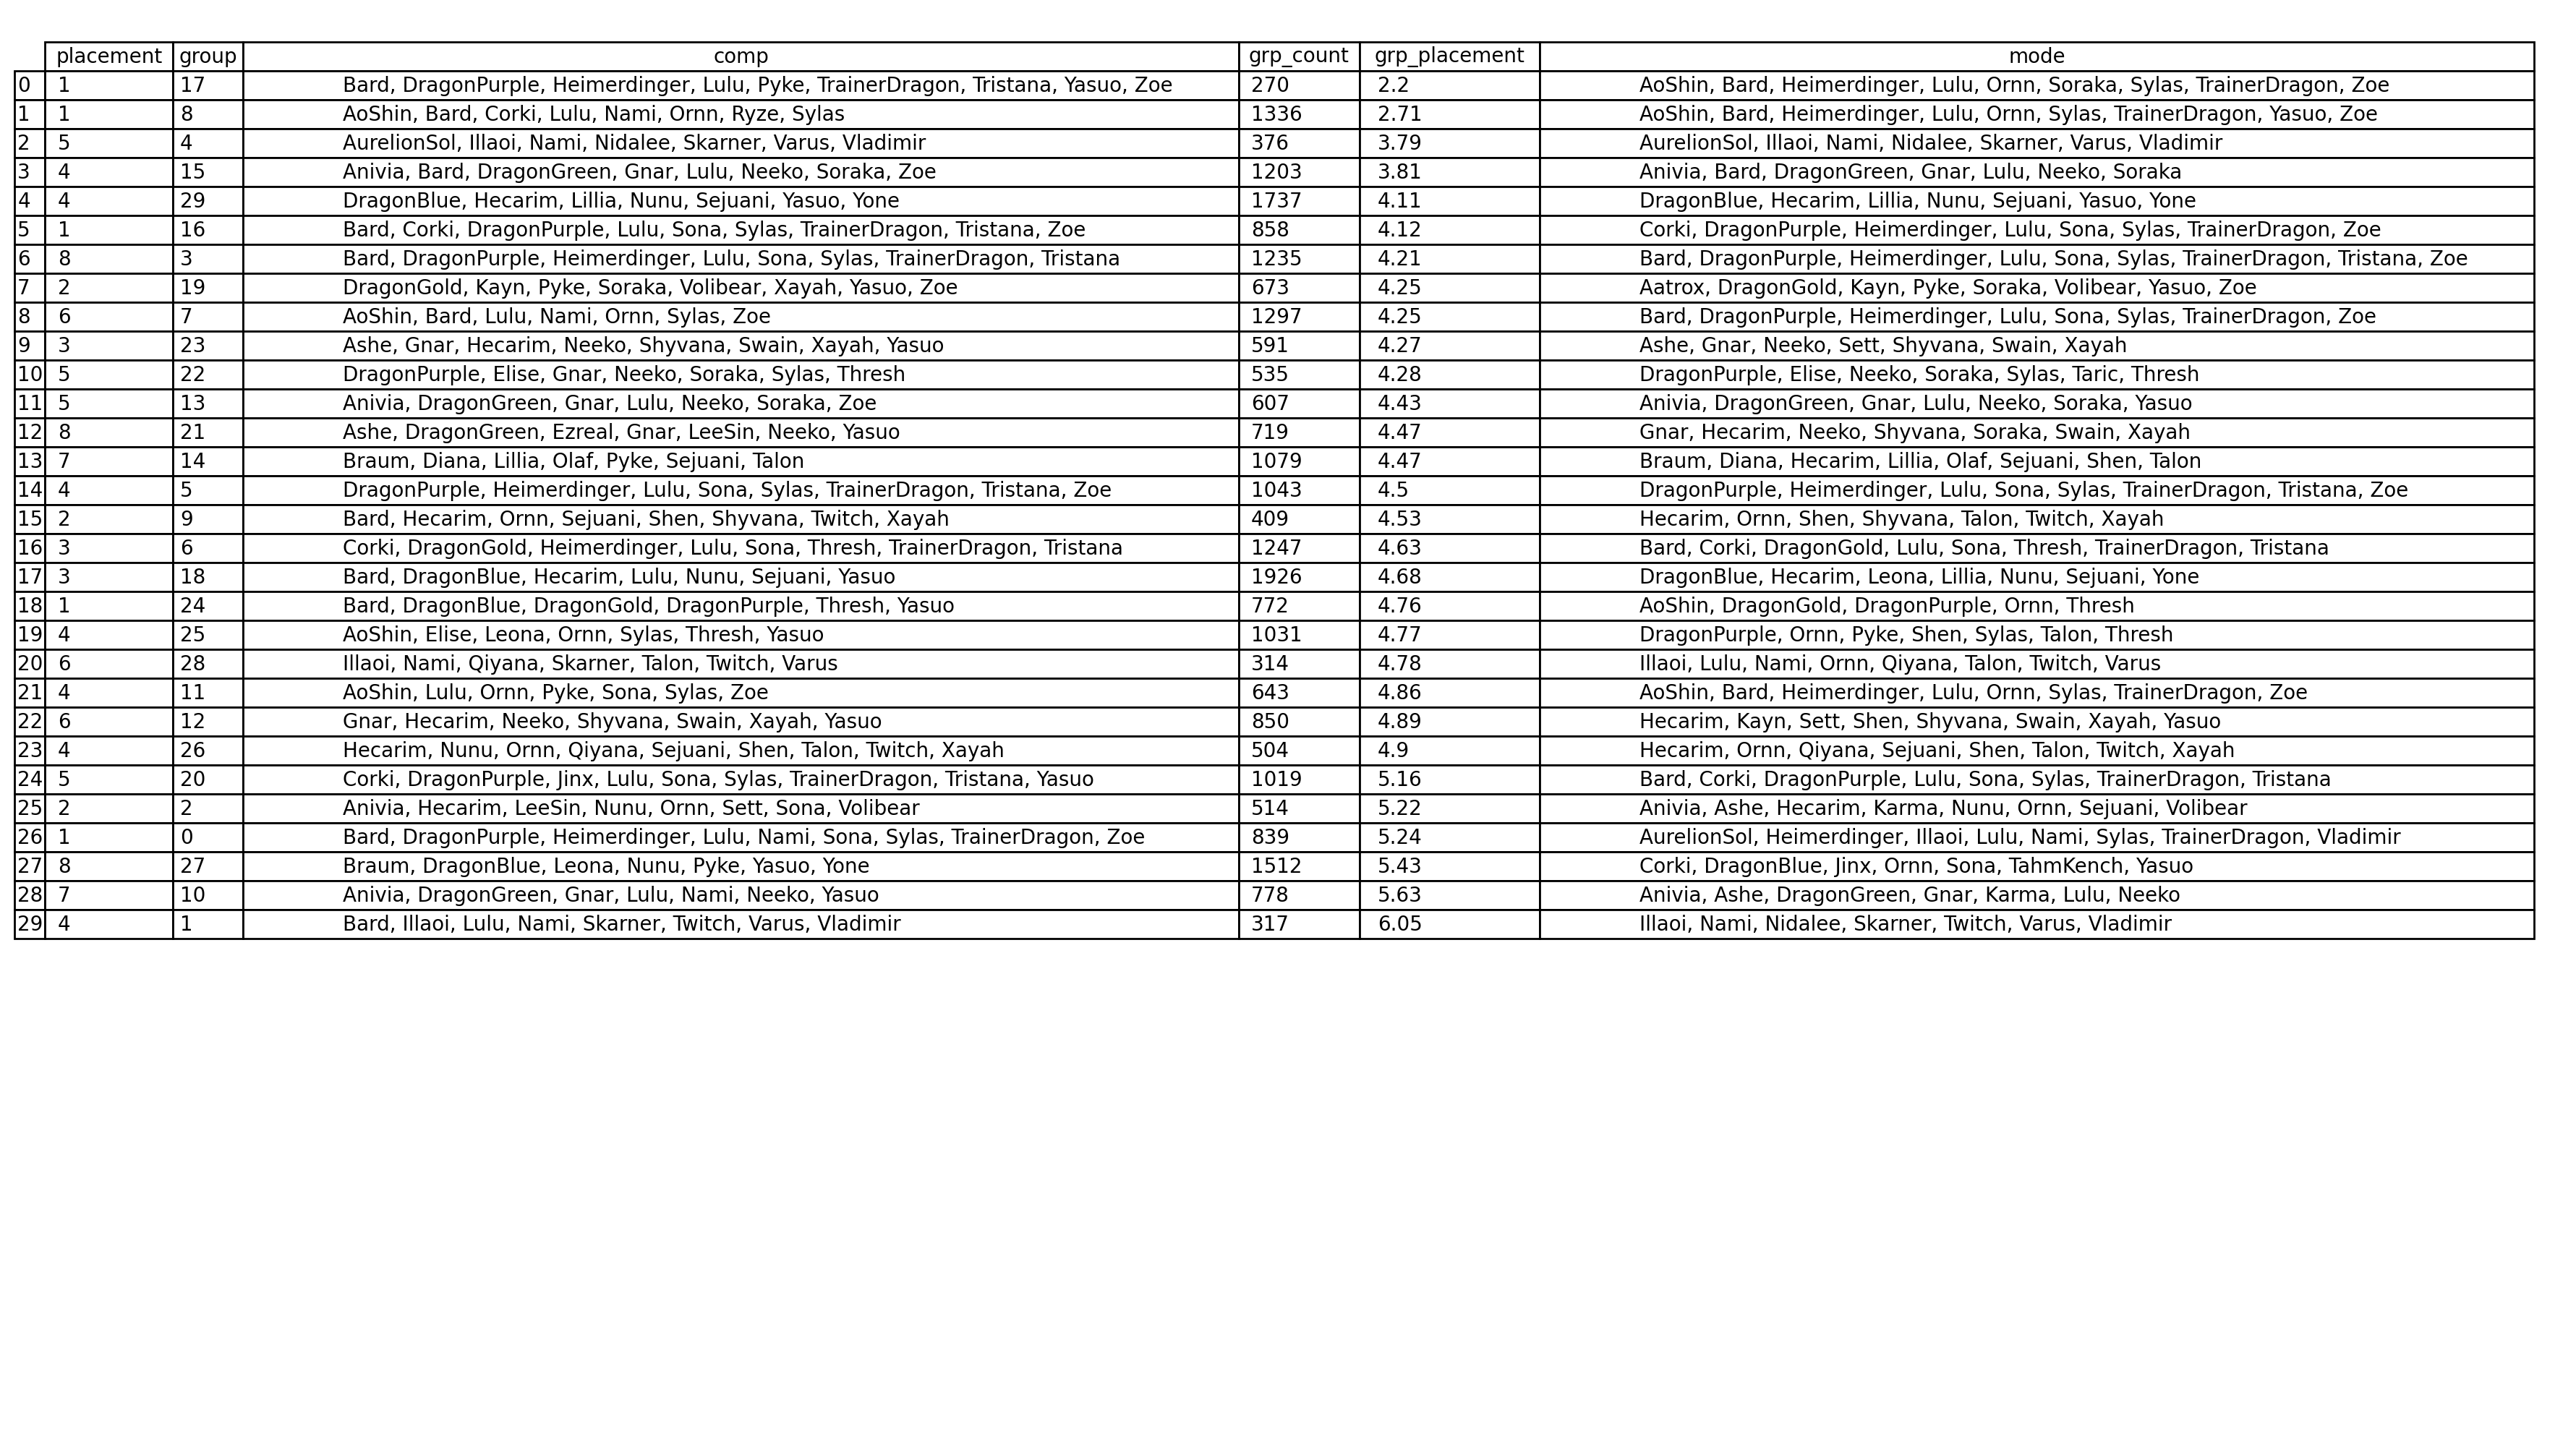 placement group comp grp_count grp_placement mode
0 1 17 Bard, DragonPurple, Heimerdinger, Lulu, Pyke, TrainerDragon, Tristana, Yasuo, Zoe 270 2.2 AoShin, Bard, Heimerdinger, Lulu, Ornn, Soraka, Sylas, TrainerDragon, Zoe
1 1 8 AoShin, Bard, Corki, Lulu, Nami, Ornn, Ryze, Sylas 1336 2.71 AoShin, Bard, Heimerdinger, Lulu, Ornn, Sylas, TrainerDragon, Yasuo, Zoe
2 5 4 AurelionSol, Illaoi, Nami, Nidalee, Skarner, Varus, Vladimir 376 3.79 AurelionSol, Illaoi, Nami, Nidalee, Skarner, Varus, Vladimir
3 4 15 Anivia, Bard, DragonGreen, Gnar, Lulu, Neeko, Soraka, Zoe 1203 3.81 Anivia, Bard, DragonGreen, Gnar, Lulu, Neeko, Soraka
4 4 29 DragonBlue, Hecarim, Lillia, Nunu, Sejuani, Yasuo, Yone 1737 4.11 DragonBlue, Hecarim, Lillia, Nunu, Sejuani, Yasuo, Yone
5 1 16 Bard, Corki, DragonPurple, Lulu, Sona, Sylas, TrainerDragon, Tristana, Zoe 858 4.12 Corki, DragonPurple, Heimerdinger, Lulu, Sona, Sylas, TrainerDragon, Zoe
6 8 3 Bard, DragonPurple, Heimerdinger, Lulu, Sona, Sylas, TrainerDragon, Tristana 1235 4.21 Bard, DragonPurple, Heimerdinger, Lulu, Sona, Sylas, TrainerDragon, Tristana, Zoe
7 2 19 DragonGold, Kayn, Pyke, Soraka, Volibear, Xayah, Yasuo, Zoe 673 4.25 Aatrox, DragonGold, Kayn, Pyke, Soraka, Volibear, Yasuo, Zoe
8 6 7 AoShin, Bard, Lulu, Nami, Ornn, Sylas, Zoe 1297 4.25 Bard, DragonPurple, Heimerdinger, Lulu, Sona, Sylas, TrainerDragon, Zoe
9 3 23 Ashe, Gnar, Hecarim, Neeko, Shyvana, Swain, Xayah, Yasuo 591 4.27 Ashe, Gnar, Neeko, Sett, Shyvana, Swain, Xayah
10 5 22 DragonPurple, Elise, Gnar, Neeko, Soraka, Sylas, Thresh 535 4.28 DragonPurple, Elise, Neeko, Soraka, Sylas, Taric, Thresh
11 5 13 Anivia, DragonGreen, Gnar, Lulu, Neeko, Soraka, Zoe 607 4.43 Anivia, DragonGreen, Gnar, Lulu, Neeko, Soraka, Yasuo
12 8 21 Ashe, DragonGreen, Ezreal, Gnar, LeeSin, Neeko, Yasuo 719 4.47 Gnar, Hecarim, Neeko, Shyvana, Soraka, Swain, Xayah
13 7 14 Braum, Diana, Lillia, Olaf, Pyke, Sejuani, Talon 1079 4.47 Braum, Diana, Hecarim, Lillia, Olaf, Sejuani, Shen, Talon
14 4 5 DragonPurple, Heimerdinger, Lulu, Sona, Sylas, TrainerDragon, Tristana, Zoe 1043 4.5 DragonPurple, Heimerdinger, Lulu, Sona, Sylas, TrainerDragon, Tristana, Zoe
15 2 9 Bard, Hecarim, Ornn, Sejuani, Shen, Shyvana, Twitch, Xayah 409 4.53 Hecarim, Ornn, Shen, Shyvana, Talon, Twitch, Xayah
16 3 6 Corki, DragonGold, Heimerdinger, Lulu, Sona, Thresh, TrainerDragon, Tristana 1247 4.63 Bard, Corki, DragonGold, Lulu, Sona, Thresh, TrainerDragon, Tristana
17 3 18 Bard, DragonBlue, Hecarim, Lulu, Nunu, Sejuani, Yasuo 1926 4.68 DragonBlue, Hecarim, Leona, Lillia, Nunu, Sejuani, Yone
18 1 24 Bard, DragonBlue, DragonGold, DragonPurple, Thresh, Yasuo 772 4.76 AoShin, DragonGold, DragonPurple, Ornn, Thresh
19 4 25 AoShin, Elise, Leona, Ornn, Sylas, Thresh, Yasuo 1031 4.77 DragonPurple, Ornn, Pyke, Shen, Sylas, Talon, Thresh
20 6 28 Illaoi, Nami, Qiyana, Skarner, Talon, Twitch, Varus 314 4.78 Illaoi, Lulu, Nami, Ornn, Qiyana, Talon, Twitch, Varus
21 4 11 AoShin, Lulu, Ornn, Pyke, Sona, Sylas, Zoe 643 4.86 AoShin, Bard, Heimerdinger, Lulu, Ornn, Sylas, TrainerDragon, Zoe
22 6 12 Gnar, Hecarim, Neeko, Shyvana, Swain, Xayah, Yasuo 850 4.89 Hecarim, Kayn, Sett, Shen, Shyvana, Swain, Xayah, Yasuo
23 4 26 Hecarim, Nunu, Ornn, Qiyana, Sejuani, Shen, Talon, Twitch, Xayah 504 4.9 Hecarim, Ornn, Qiyana, Sejuani, Shen, Talon, Twitch, Xayah
24 5 20 Corki, DragonPurple, Jinx, Lulu, Sona, Sylas, TrainerDragon, Tristana, Yasuo 1019 5.16 Bard, Corki, DragonPurple, Lulu, Sona, Sylas, TrainerDragon, Tristana
25 2 2 Anivia, Hecarim, LeeSin, Nunu, Ornn, Sett, Sona, Volibear 514 5.22 Anivia, Ashe, Hecarim, Karma, Nunu, Ornn, Sejuani, Volibear
26 1 0 Bard, DragonPurple, Heimerdinger, Lulu, Nami, Sona, Sylas, TrainerDragon, Zoe 839 5.24 AurelionSol, Heimerdinger, Illaoi, Lulu, Nami, Sylas, TrainerDragon, Vladimir
27 8 27 Braum, DragonBlue, Leona, Nunu, Pyke, Yasuo, Yone 1512 5.43 Corki, DragonBlue, Jinx, Ornn, Sona, TahmKench, Yasuo
28 7 10 Anivia, DragonGreen, Gnar, Lulu, Nami, Neeko, Yasuo 778 5.63 Anivia, Ashe, DragonGreen, Gnar, Karma, Lulu, Neeko
29 4 1 Bard, Illaoi, Lulu, Nami, Skarner, Twitch, Varus, Vladimir 317 6.05 Illaoi, Nami, Nidalee, Skarner, Twitch, Varus, Vladimir